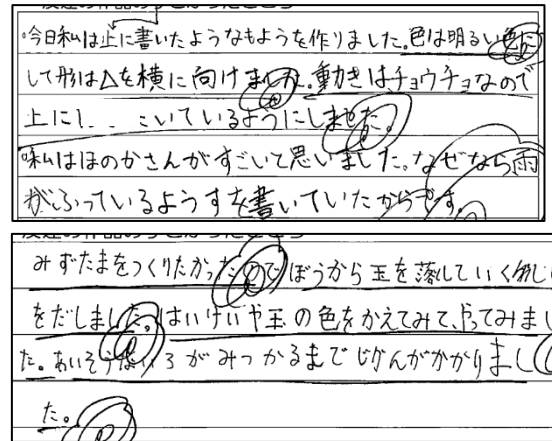 今日私は上に書いたようなもようを作りました。色は明るい色に
して形は△を横に向けました。動きはチョウチョなので
上に いているようにしました。
私はほのかさんがすごいて思いました。なぜなら雨
がふっているようすを書いていたからです。
みずたまをつくりたかったので ぼうから玉を落していく
をだしました。はいけいや玉の色をかえてみて、やってみまし
た。あいそうないろがみつかるまでじかんがかかりまし
た。